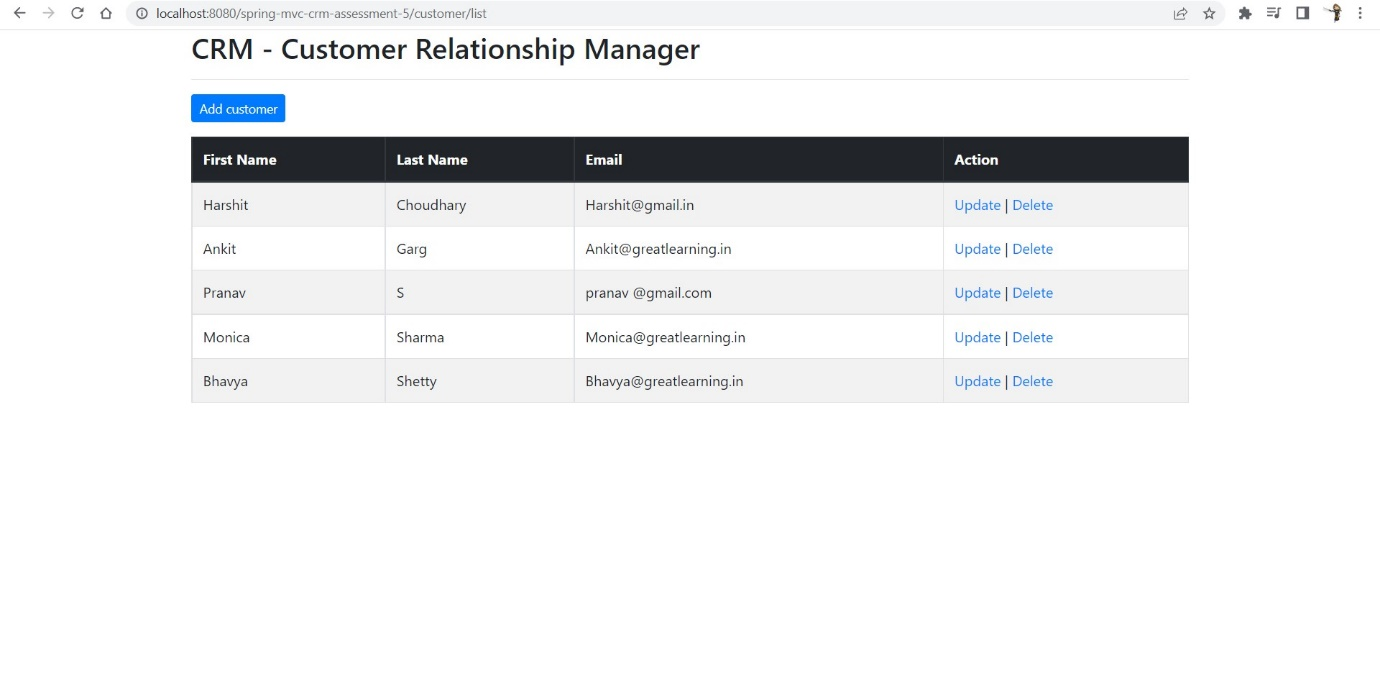 localhost:8080/spring-mvc-crm-assessment-5/customer/list
CRM - Customer Relationship Manager
Add customer
First Name Last Name Email Action
Harshit Choudhary Harshit@gmail.in Update | Delete
Ankit Garg Ankit@greatlearning.in Update | Delete
Pranav S pranav @gmail.com Update | Delete
Monica Sharma Monica@greatlearning.in Update | Delete
Bhavya Shetty Bhavya@greatlearning.in Update | Delete